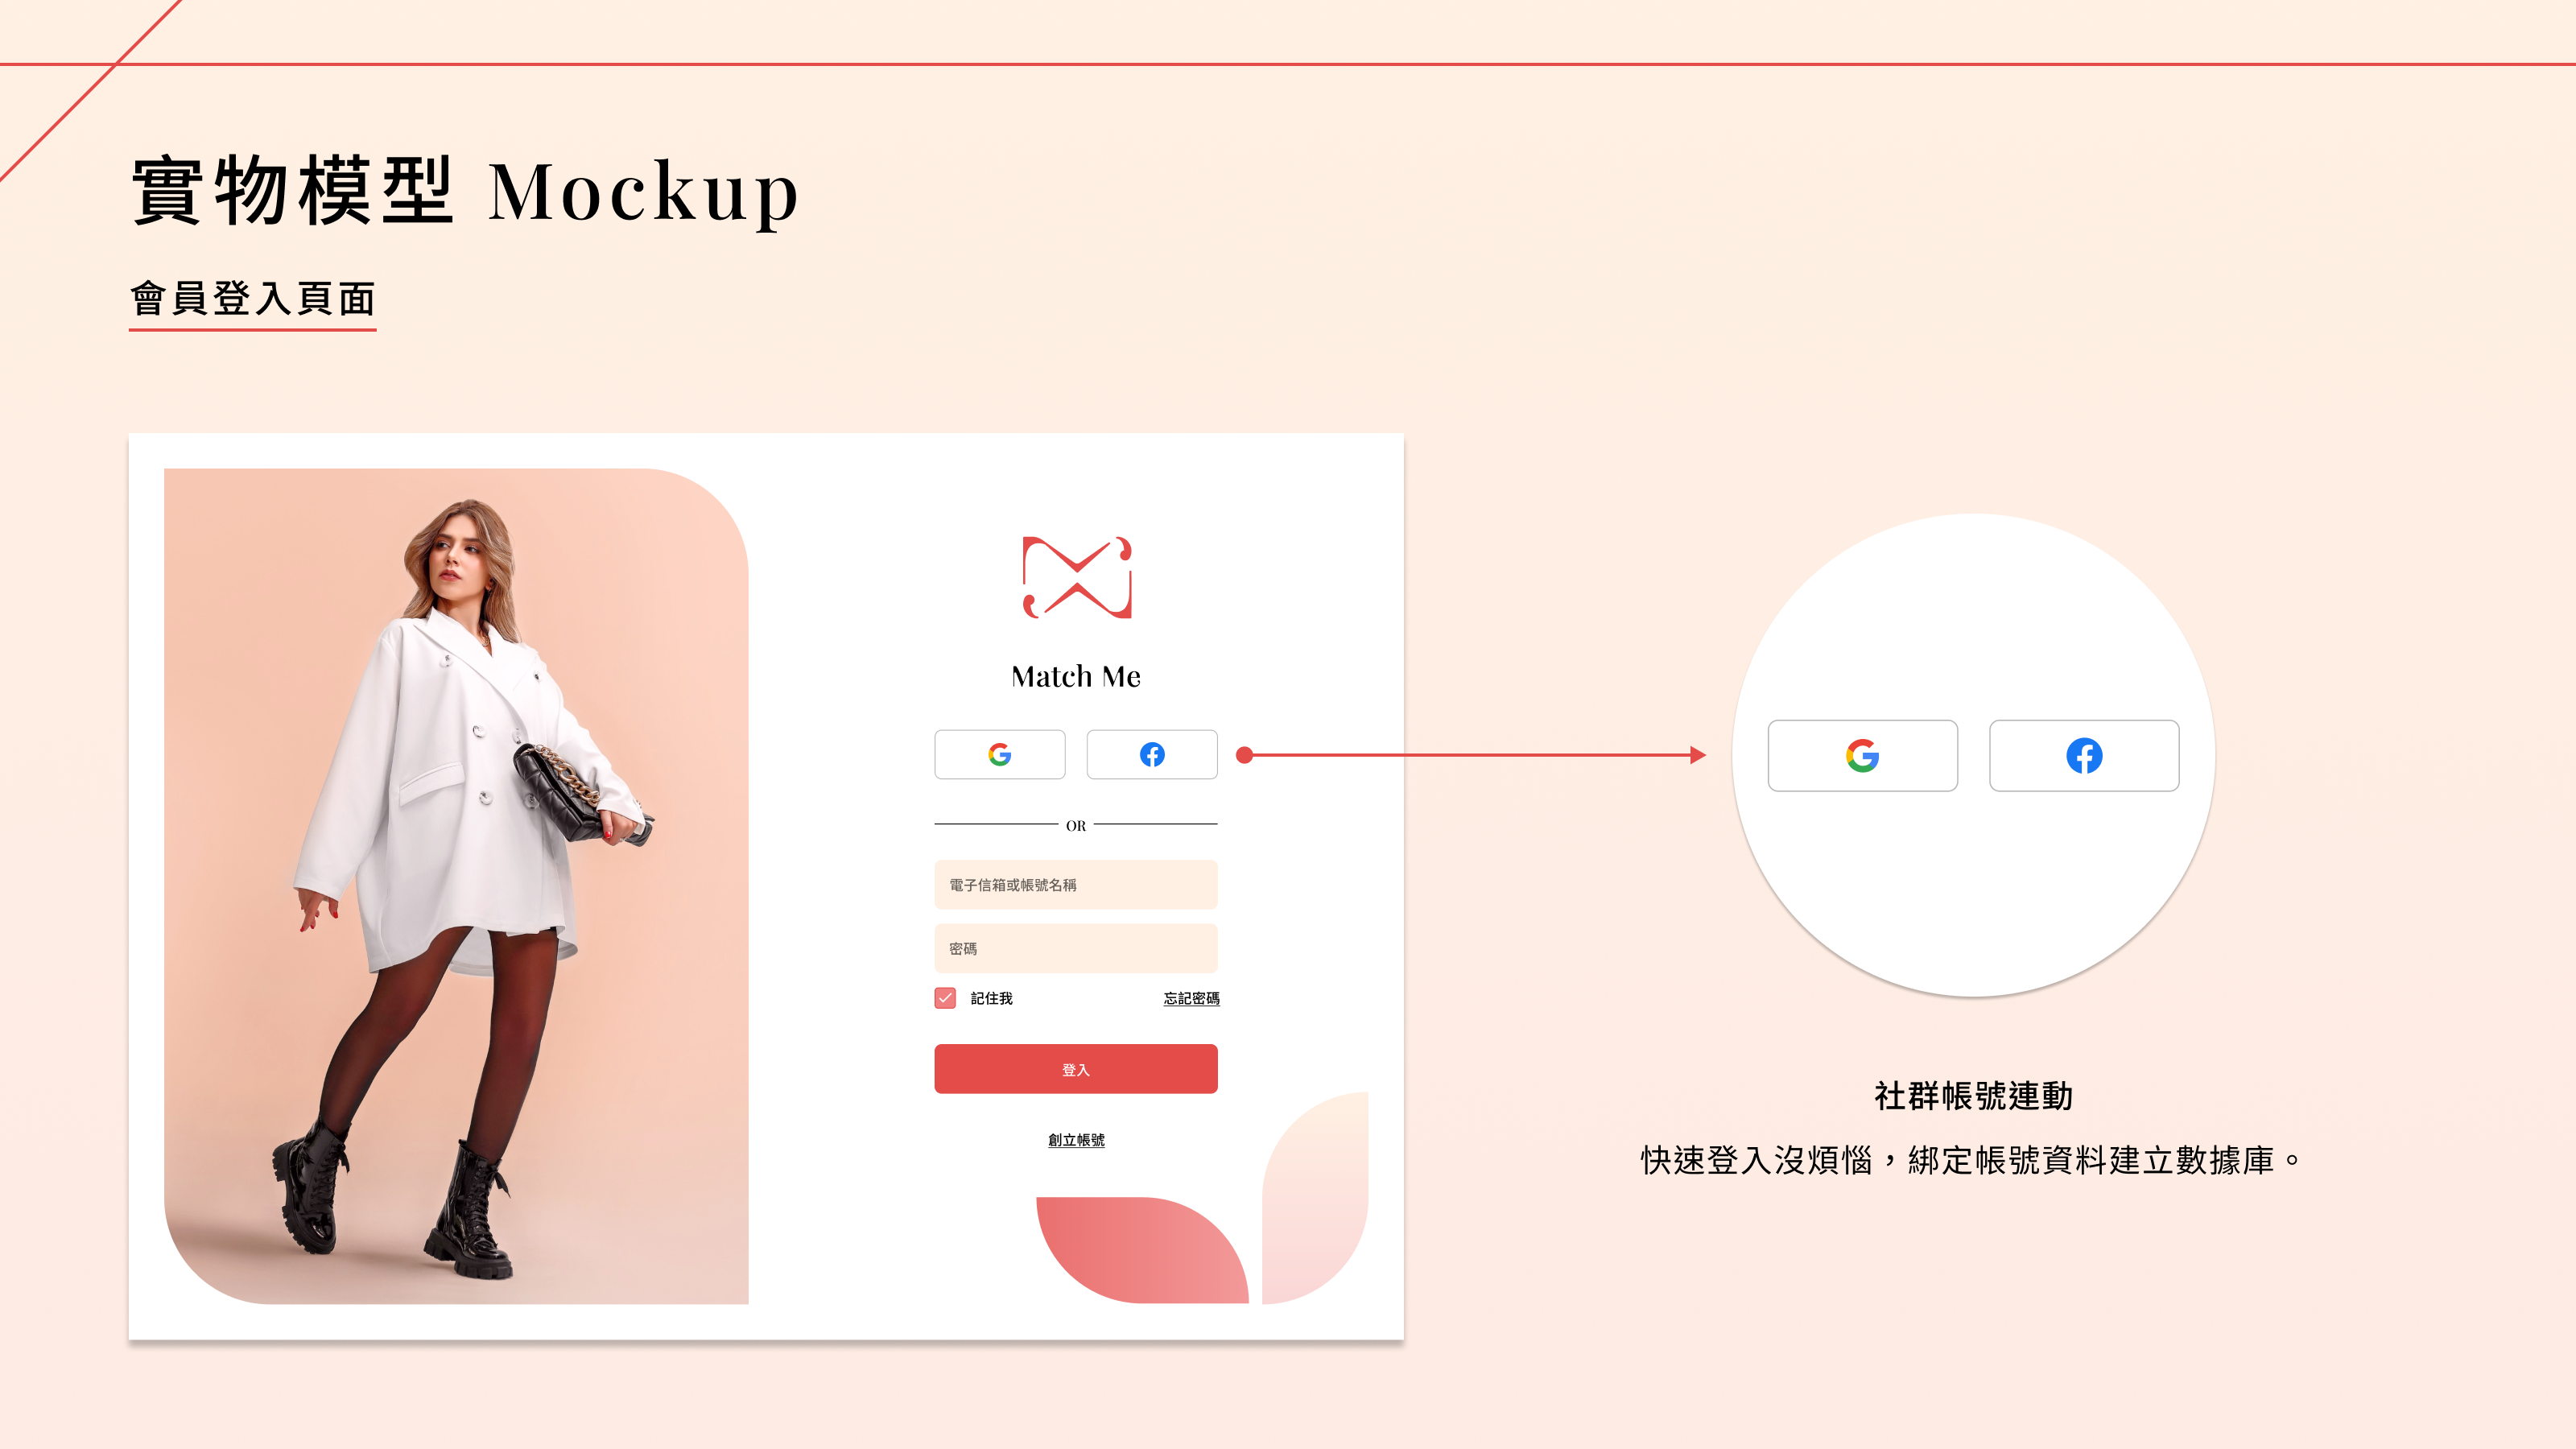 實物模型 Mockup
會員登入頁面
Match Me
OR
電子信箱或帳號名稱
密碼
記住我 忘記密碼
登入
創立帳號
社群帳號連動
快速登入沒煩惱，綁定帳號資料建立數據庫。